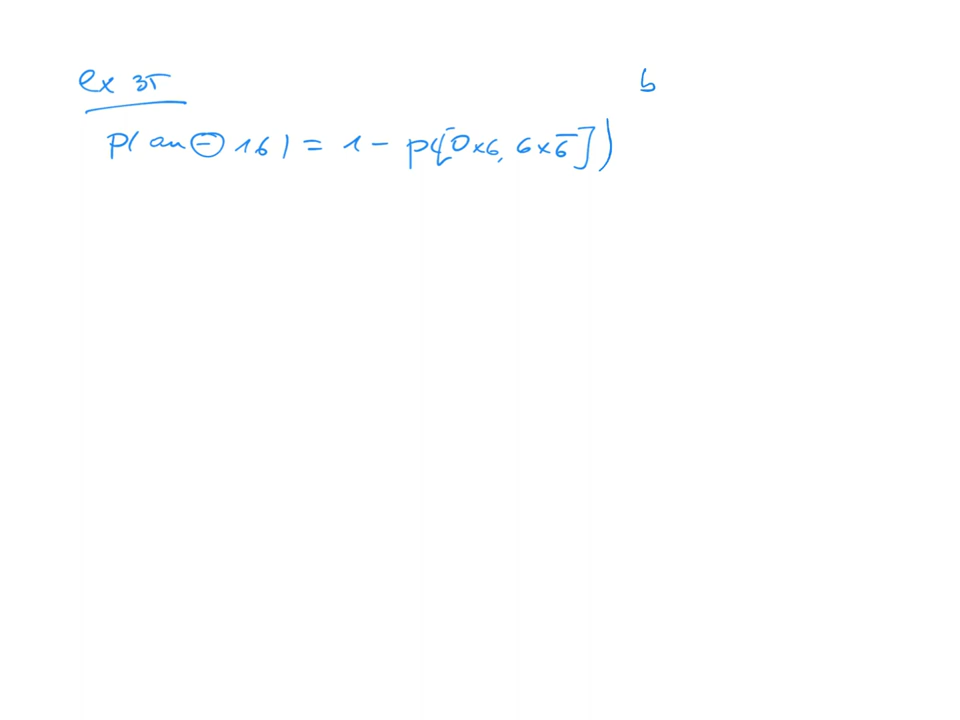 ex 35 b
P( au ⊖ 1 6 ) = 1 - P([0×6, 6×6̅])